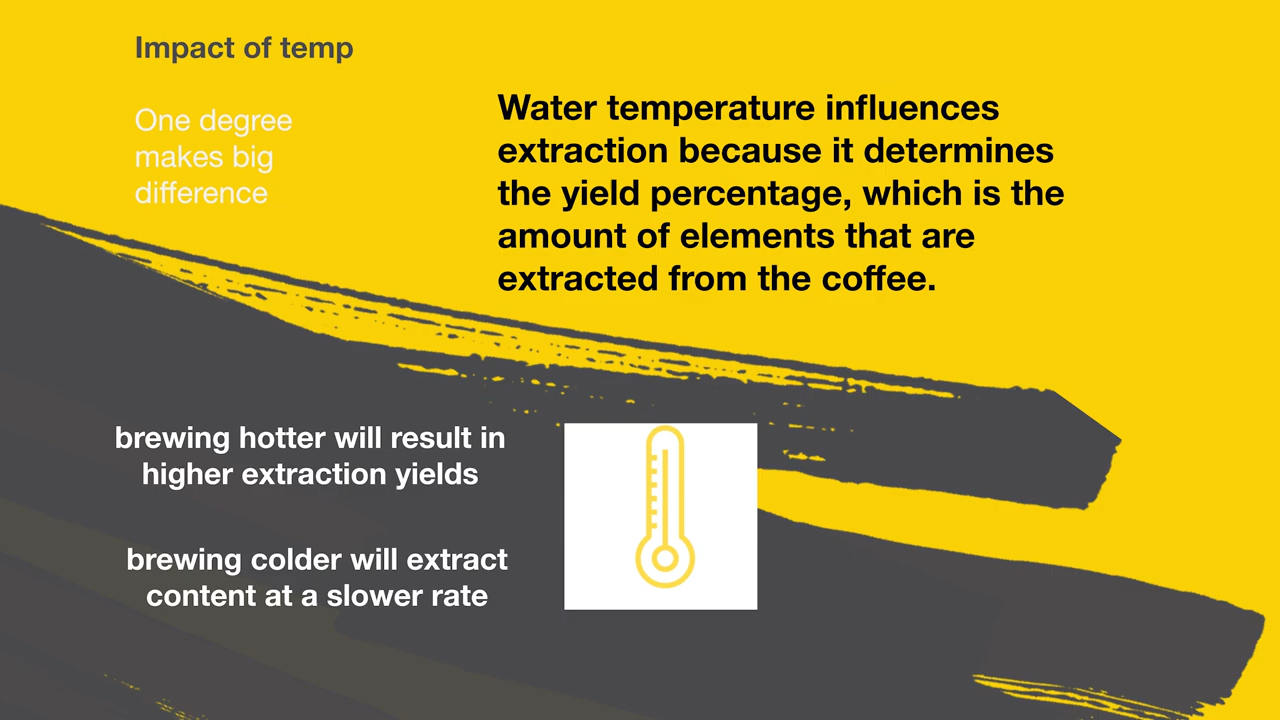 Impact of temp
One degree
makes big
difference
Water temperature influences
extraction because it determines
the yield percentage, which is the
amount of elements that are
extracted from the coffee.
brewing hotter will result in
higher extraction yields
brewing colder will extract
content at a slower rate